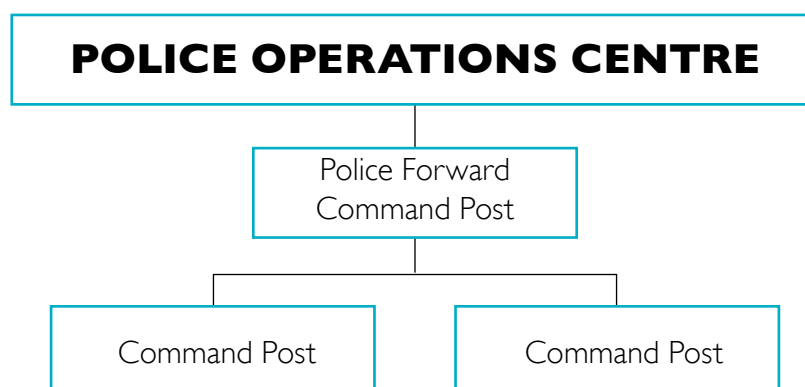 POLICE OPERATIONS CENTRE
Police Forward
Command Post
Command Post
Command Post